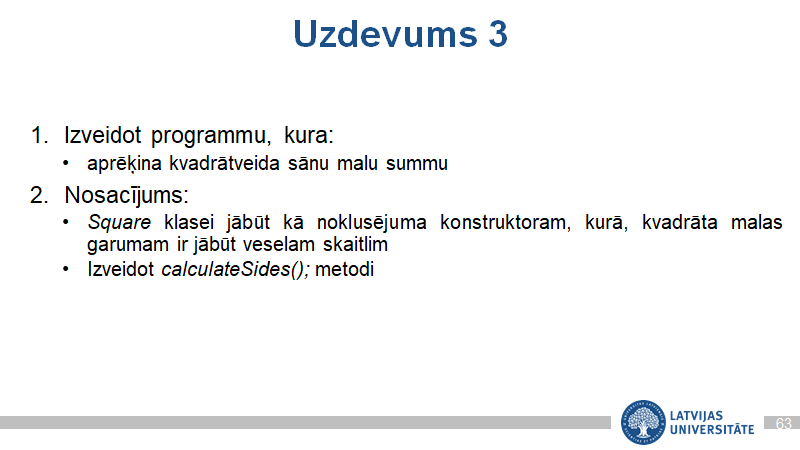 Uzdevums 3
1. Izveidot programmu, kura:
• aprēķina kvadrātveida sānu malu summu
2. Nosacījums:
• Square klasei jābūt kā noklusējuma konstruktoram, kurā, kvadrāta malas
garumam ir jābūt veselam skaitlim
• Izveidot calculateSides(); metodi
LATVIJAS
UNIVERSITĀTE
63